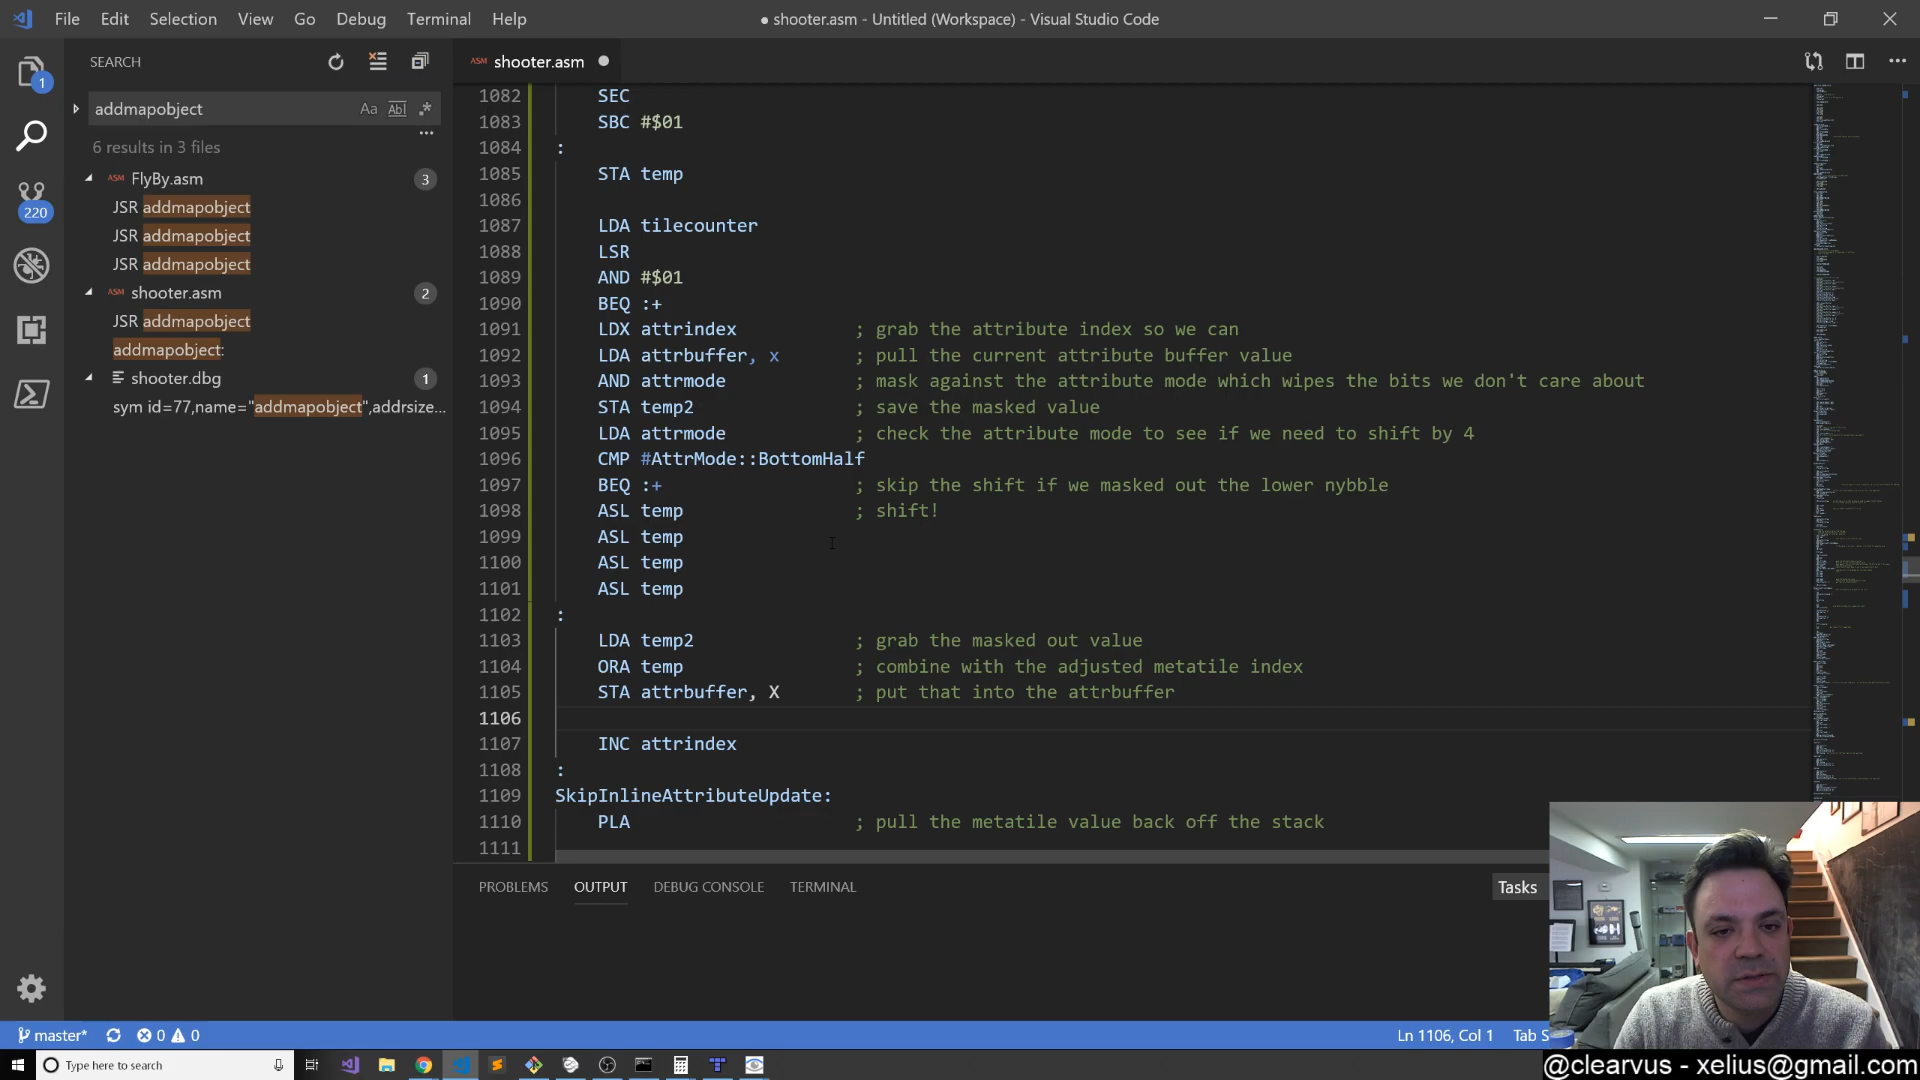 File Edit Selection View Go Debug Terminal Help
● shooter.asm - Untitled (Workspace) - Visual Studio Code
SEARCH
ASM shooter.asm
addmapobject
Aa Abl .*
6 results in 3 files
ASM FlyBy.asm 3
JSR addmapobject
JSR addmapobject
JSR addmapobject
ASM shooter.asm 2
JSR addmapobject
addmapobject:
shooter.dbg 1
sym id=77,name="addmapobject",addrsize...
1
220
1082 SEC
1083 SBC #$01
1084 :
1085 STA temp
1086
1087 LDA tilecounter
1088 LSR
1089 AND #$01
1090 BEQ :+
1091 LDX attrindex ; grab the attribute index so we can
1092 LDA attrbuffer, x ; pull the current attribute buffer value
1093 AND attrmode ; mask against the attribute mode which wipes the bits we don't care about
1094 STA temp2 ; save the masked value
1095 LDA attrmode ; check the attribute mode to see if we need to shift by 4
1096 CMP #AttrMode::BottomHalf
1097 BEQ :+ ; skip the shift if we masked out the lower nybble
1098 ASL temp ; shift!
1099 ASL temp
1100 ASL temp
1101 ASL temp
1102 :
1103 LDA temp2 ; grab the masked out value
1104 ORA temp ; combine with the adjusted metatile index
1105 STA attrbuffer, X ; put that into the attrbuffer
1106
1107 INC attrindex
1108 :
1109 SkipInlineAttributeUpdate:
1110 PLA ; pull the metatile value back off the stack
1111
PROBLEMS OUTPUT DEBUG CONSOLE TERMINAL
Tasks
master* 0 0
Ln 1106, Col 1 Tab S
Type here to search
@clearvus - xelius@gmail.com